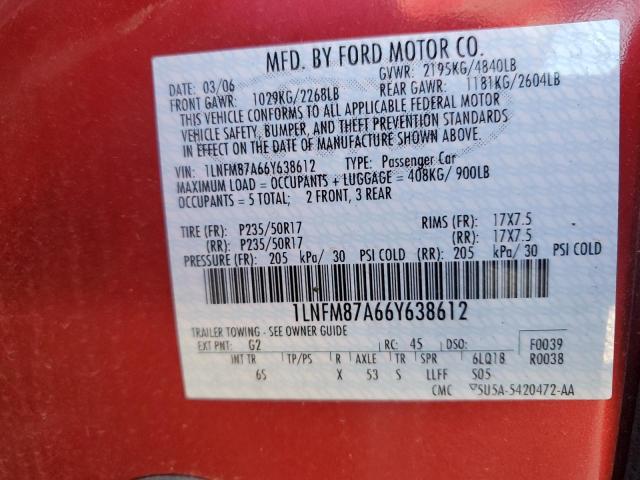 MFD. BY FORD MOTOR CO.
DATE: 03/06 GVWR: 2195KG/4840LB
FRONT GAWR: 1029KG/2268LB REAR GAWR: 1181KG/2604LB
THIS VEHICLE CONFORMS TO ALL APPLICABLE FEDERAL MOTOR
VEHICLE SAFETY, BUMPER, AND THEFT PREVENTION STANDARDS
IN EFFECT ON THE DATE OF MANUFACTURE SHOWN ABOVE.
VIN: 1LNFM87A66Y638612 TYPE: Passenger Car
MAXIMUM LOAD = OCCUPANTS + LUGGAGE = 408KG/ 900LB
OCCUPANTS = 5 TOTAL; 2 FRONT, 3 REAR
TIRE (FR): P235/50R17 RIMS (FR): 17X7.5
(RR): P235/50R17 (RR): 17X7.5
PRESSURE (FR): 205 kPa/ 30 PSI COLD (RR): 205 kPa/ 30 PSI COLD
1LNFM87A66Y638612
TRAILER TOWING - SEE OWNER GUIDE
EXT PNT: G2 RC: 45 DSO: F0039
INT TR TP/PS R AXLE TR SPR 6LQ18 R0038
65 X 53 S LLFF S05
CMC 5U5A-5420472-AA